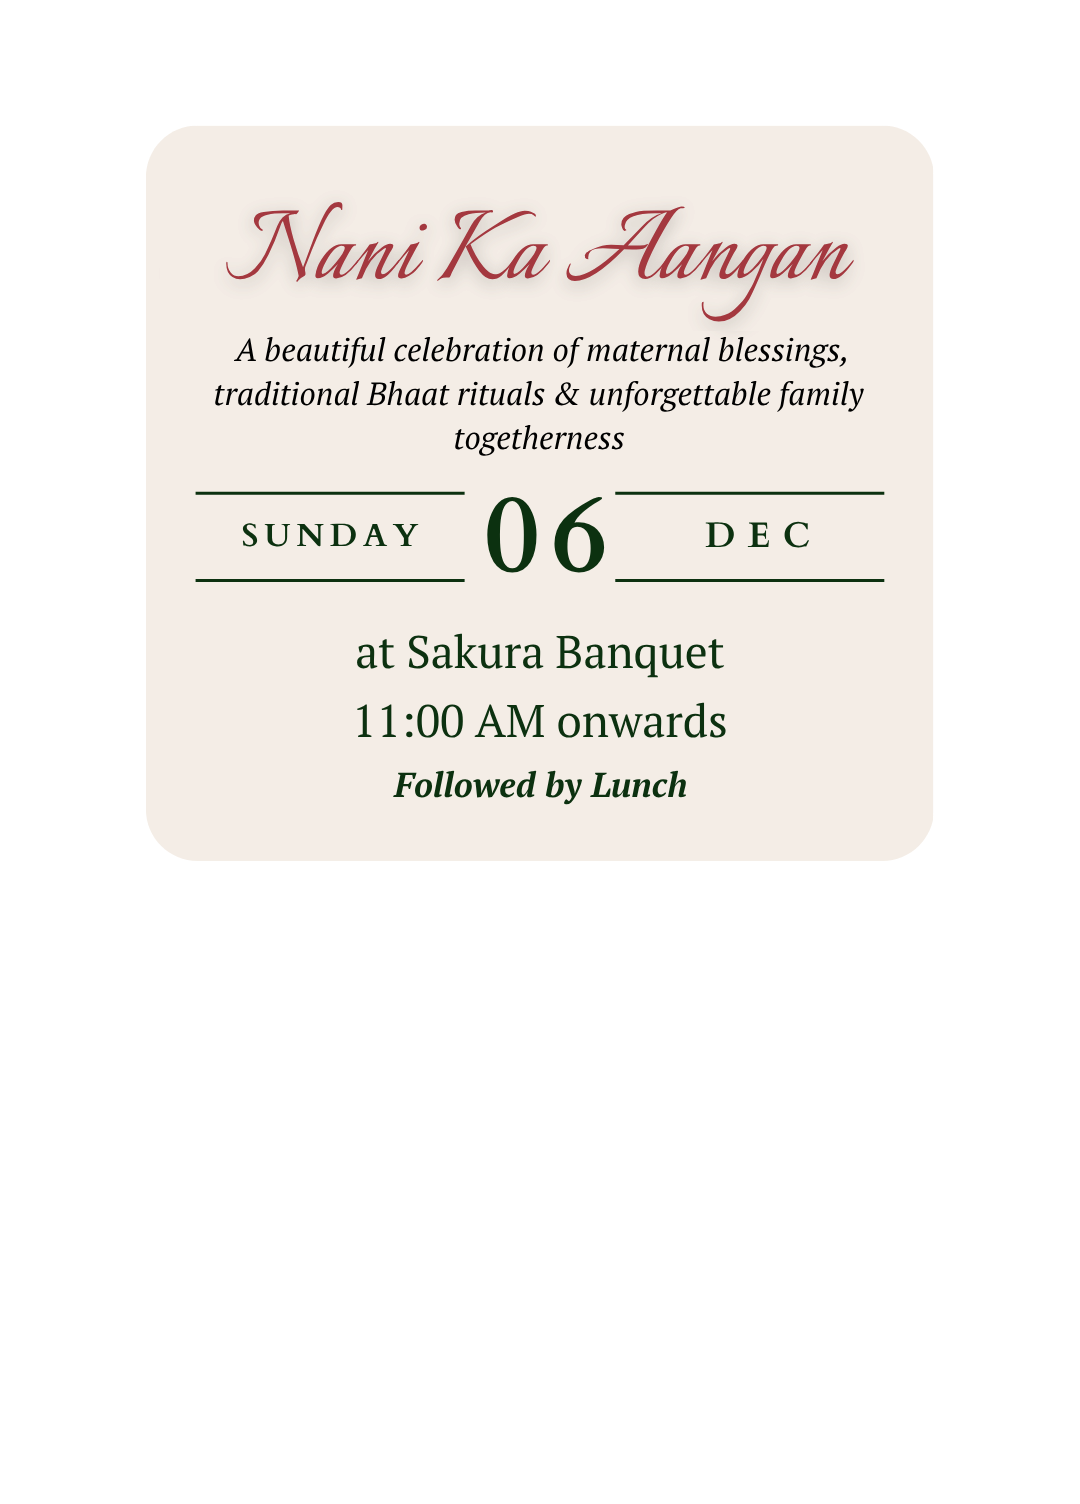 Nani Ka Aangan
A beautiful celebration of maternal blessings,
traditional Bhaat rituals & unforgettable family
togetherness
SUNDAY 06 DEC
at Sakura Banquet
11:00 AM onwards
Followed by Lunch